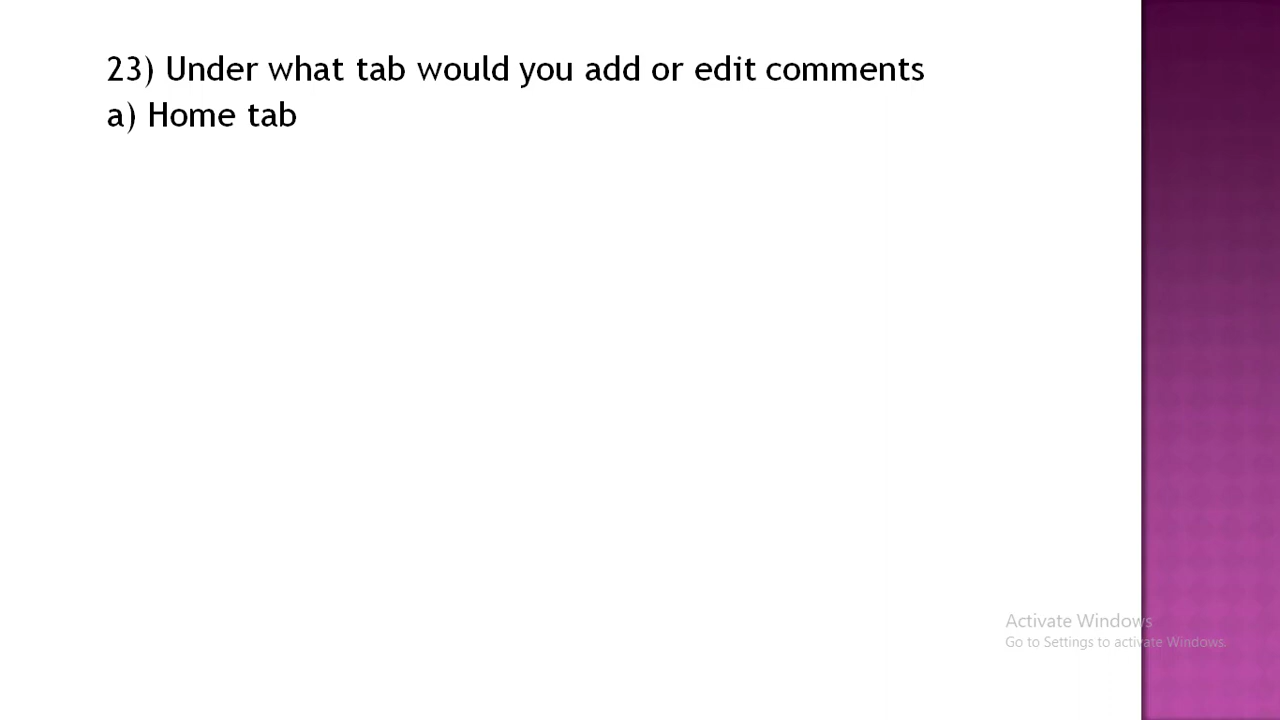 23) Under what tab would you add or edit comments
a) Home tab
Activate Windows
Go to Settings to activate Windows.